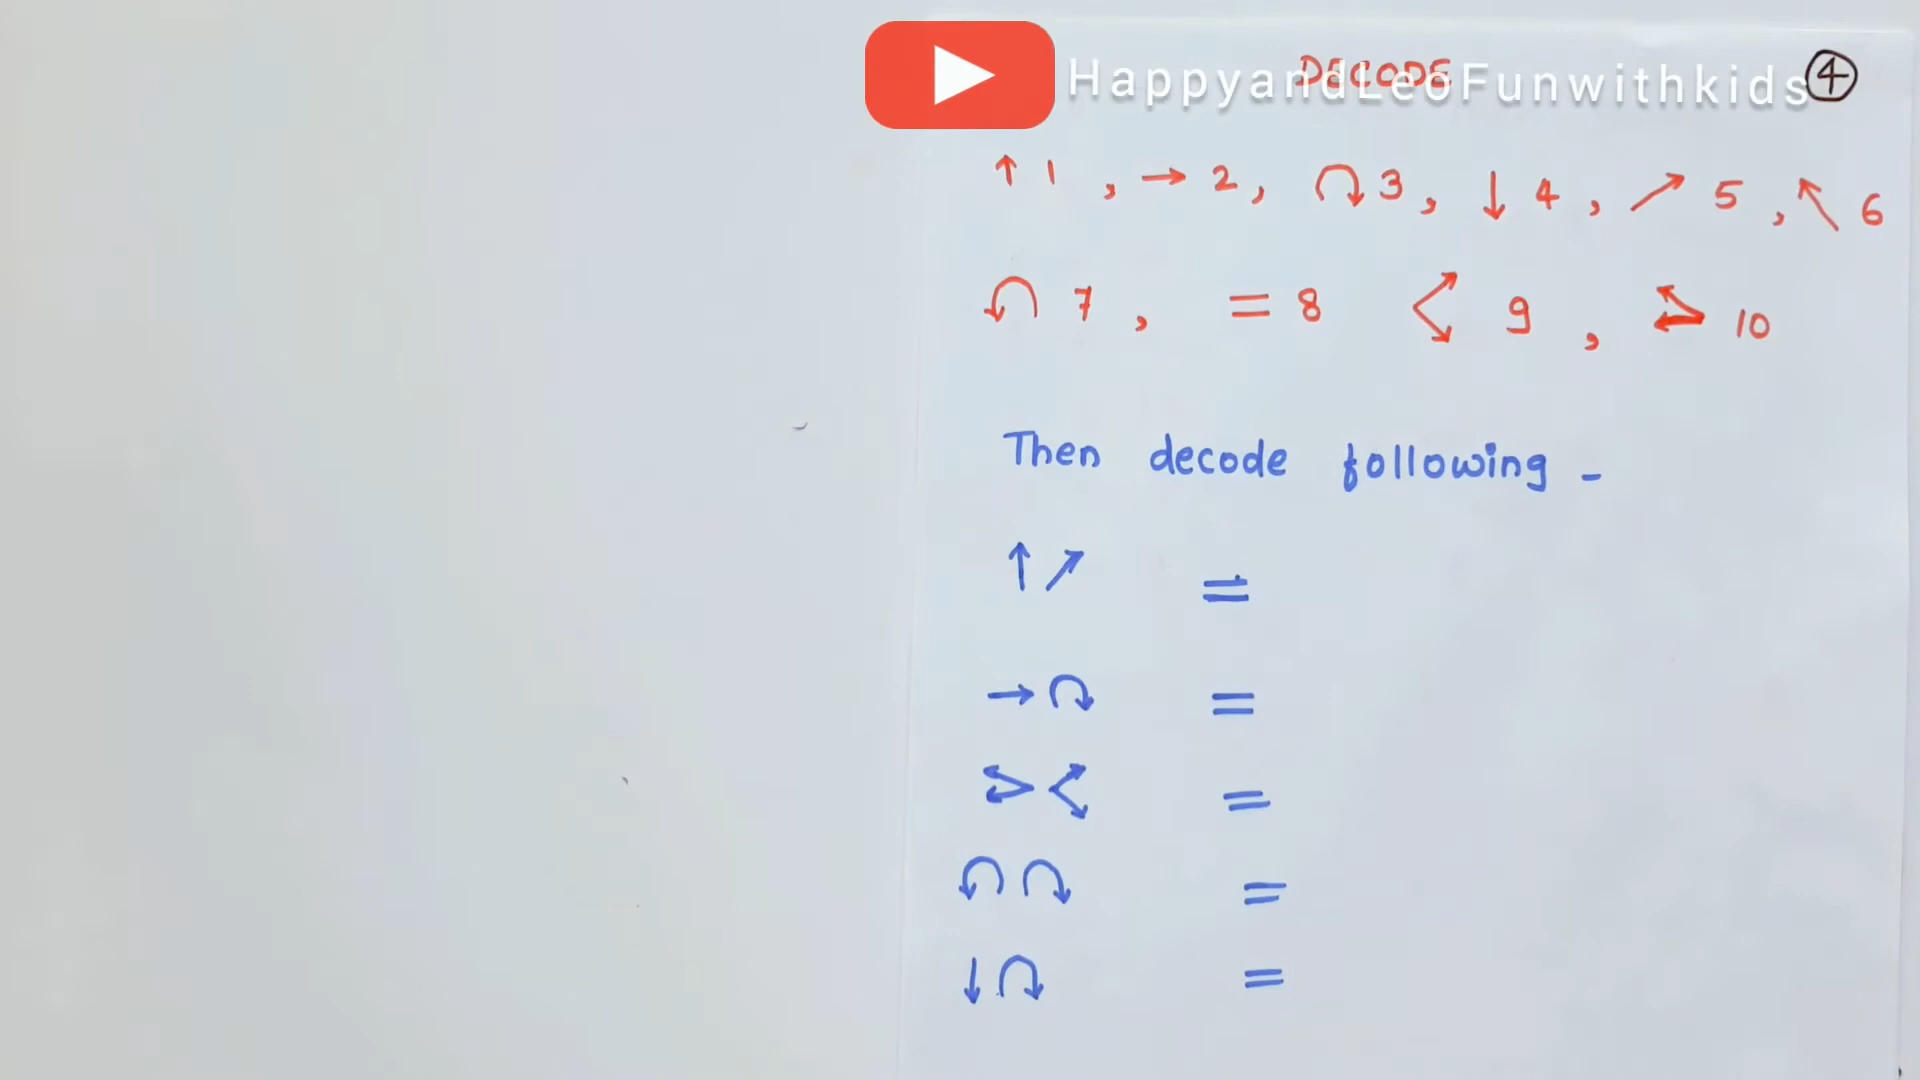 HappyandLeoFunwithkids
DECODE ④
↑ 1 , → 2 , ↷ 3 , ↓ 4 , ↗ 5 , ↖ 6
↶ 7 , = 8 < 9 , > 10
Then decode following -
↑ ↗ =
→ ↷ =
> < =
↶ ↷ =
↓ ↷ =